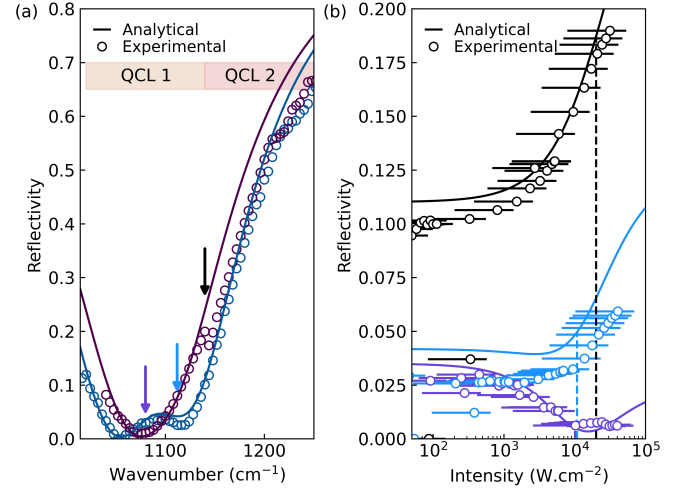 (a)
0.8
0.7
0.6
0.5
0.4
0.3
0.2
0.1
0.0
Reflectivity
Analytical
Experimental
QCL 1
QCL 2
1100
1200
Wavenumber (cm⁻¹)
(b)
0.200
0.175
0.150
0.125
0.100
0.075
0.050
0.025
0.000
Reflectivity
Analytical
Experimental
10²
10³
10⁴
10⁵
Intensity (W.cm⁻²)